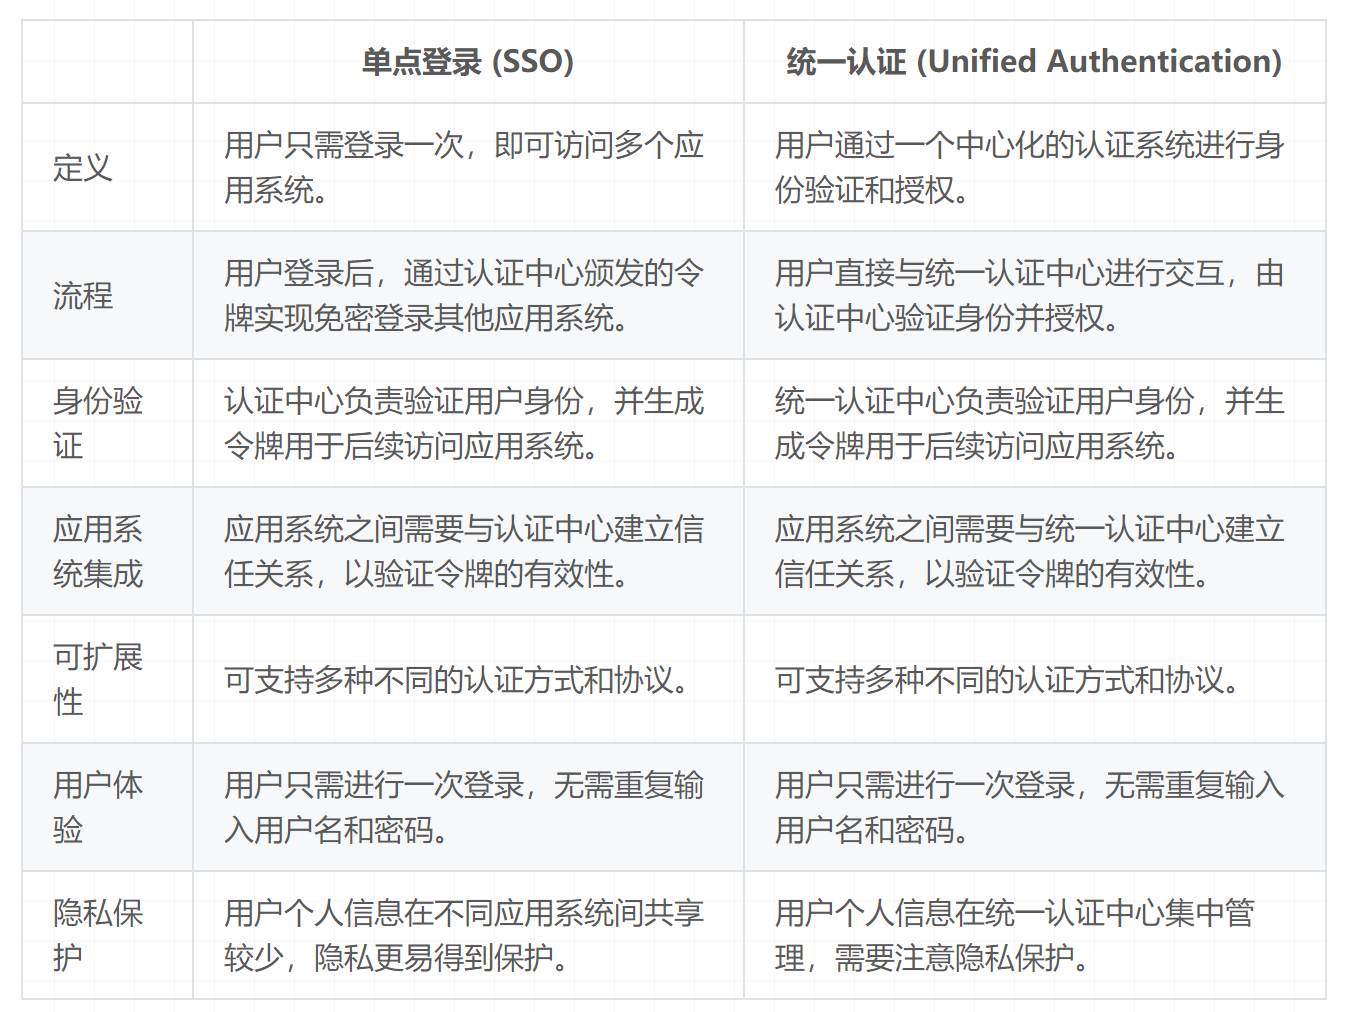 单点登录 (SSO)
统一认证 (Unified Authentication)
定义
用户只需登录一次，即可访问多个应
用系统。
用户通过一个中心化的认证系统进行身
份验证和授权。
流程
用户登录后，通过认证中心颁发的令
牌实现免密登录其他应用系统。
用户直接与统一认证中心进行交互，由
认证中心验证身份并授权。
身份验
证
认证中心负责验证用户身份，并生成
令牌用于后续访问应用系统。
统一认证中心负责验证用户身份，并生
成令牌用于后续访问应用系统。
应用系
统集成
应用系统之间需要与认证中心建立信
任关系，以验证令牌的有效性。
应用系统之间需要与统一认证中心建立
信任关系，以验证令牌的有效性。
可扩展
性
可支持多种不同的认证方式和协议。
可支持多种不同的认证方式和协议。
用户体
验
用户只需进行一次登录，无需重复输
入用户名和密码。
用户只需进行一次登录，无需重复输入
用户名和密码。
隐私保
护
用户个人信息在不同应用系统间共享
较少，隐私更易得到保护。
用户个人信息在统一认证中心集中管
理，需要注意隐私保护。